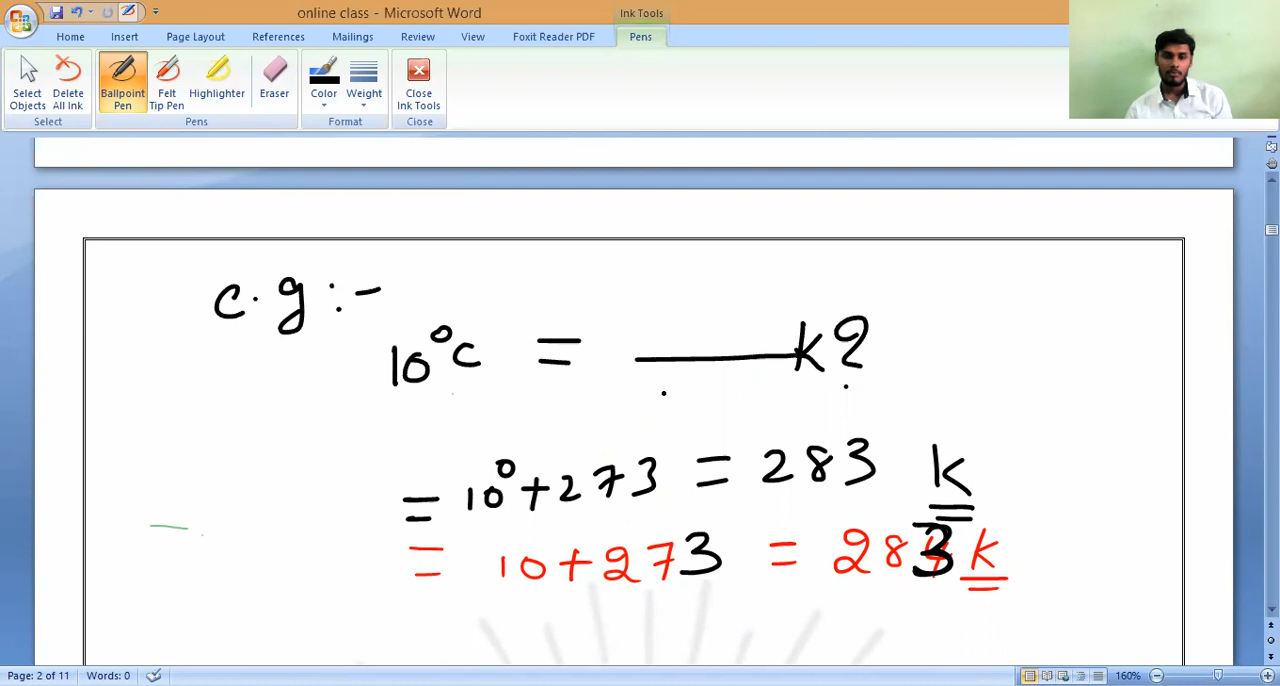 online class - Microsoft Word
Ink Tools
Home Insert Page Layout References Mailings Review View Foxit Reader PDF Pens
Select Objects
Delete All Ink
Ballpoint Pen
Felt Tip Pen
Highlighter
Eraser
Color
Weight
Close Ink Tools
Select Pens Format Close
e.g :-
10°C = ____ K?
= 10°+273 = 283 K
= 10+273 = 283 K
Page: 2 of 11 Words: 0 160%